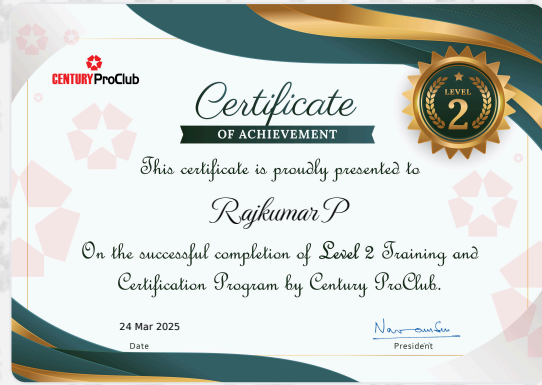 CENTURY ProClub
Certificate
OF ACHIEVEMENT
LEVEL
2
This certificate is proudly presented to
Rajkumar P
On the successful completion of Level 2 Training and
Certification Program by Century ProClub.
24 Mar 2025
Date
President